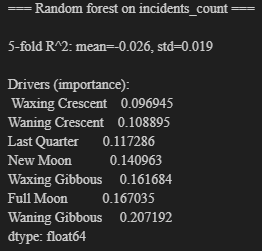 === Random forest on incidents_count ===
5-fold R^2: mean=-0.026, std=0.019
Drivers (importance):
Waxing Crescent 0.096945
Waning Crescent 0.108895
Last Quarter 0.117286
New Moon 0.140963
Waxing Gibbous 0.161684
Full Moon 0.167035
Waning Gibbous 0.207192
dtype: float64